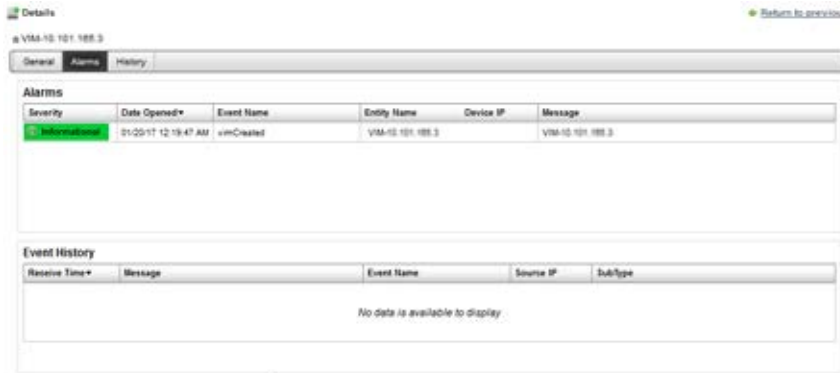 Details
Return to previou
VIM-10.101.185.3
General Alarms History
Alarms
Severity Date Opened Event Name Entity Name Device IP Message
Informational 01/20/17 12:19:47 AM vimCreated VIM-10.101.185.3 VIM-10.101.185.3
Event History
Receive Time Message Event Name Source IP SubType
No data is available to display